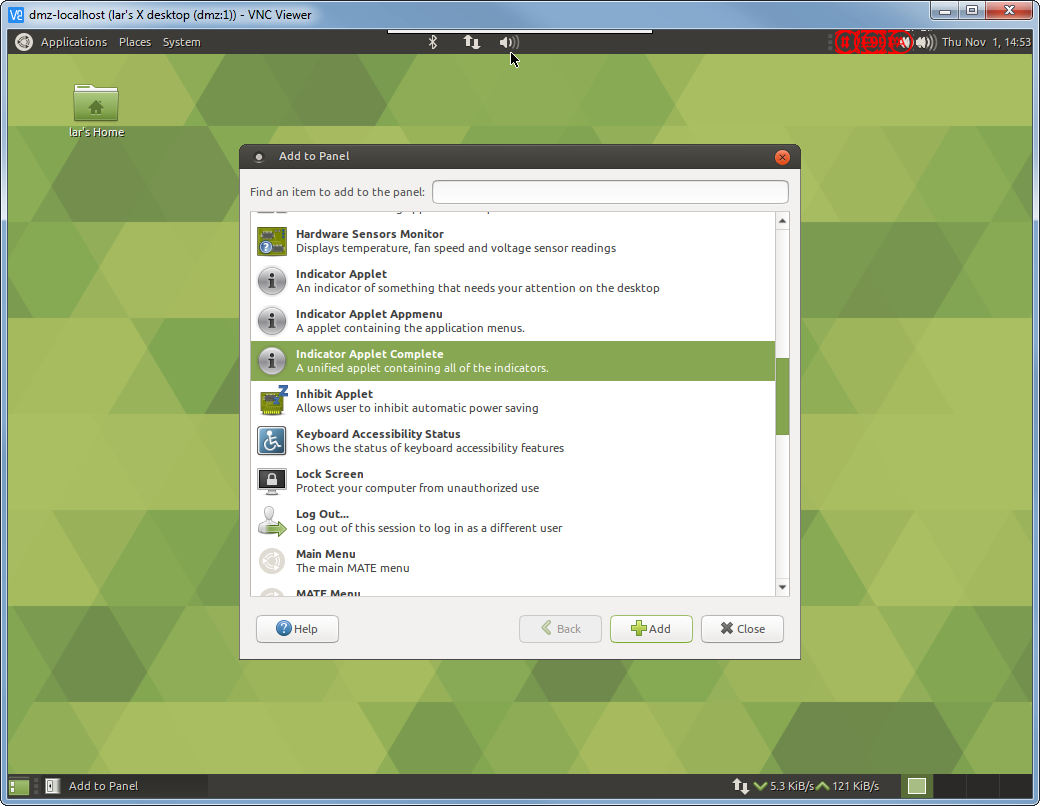 dmz-localhost (lar's X desktop (dmz:1)) - VNC Viewer
Applications Places System
Thu Nov 1, 14:53
lar's Home
Add to Panel
Find an item to add to the panel:
Hardware Sensors Monitor
Displays temperature, fan speed and voltage sensor readings
Indicator Applet
An indicator of something that needs your attention on the desktop
Indicator Applet Appmenu
A applet containing the application menus.
Indicator Applet Complete
A unified applet containing all of the indicators.
Inhibit Applet
Allows user to inhibit automatic power saving
Keyboard Accessibility Status
Shows the status of keyboard accessibility features
Lock Screen
Protect your computer from unauthorized use
Log Out...
Log out of this session to log in as a different user
Main Menu
The main MATE menu
MATE Menu
Help Back Add Close
Add to Panel 5.3 KiB/s 121 KiB/s